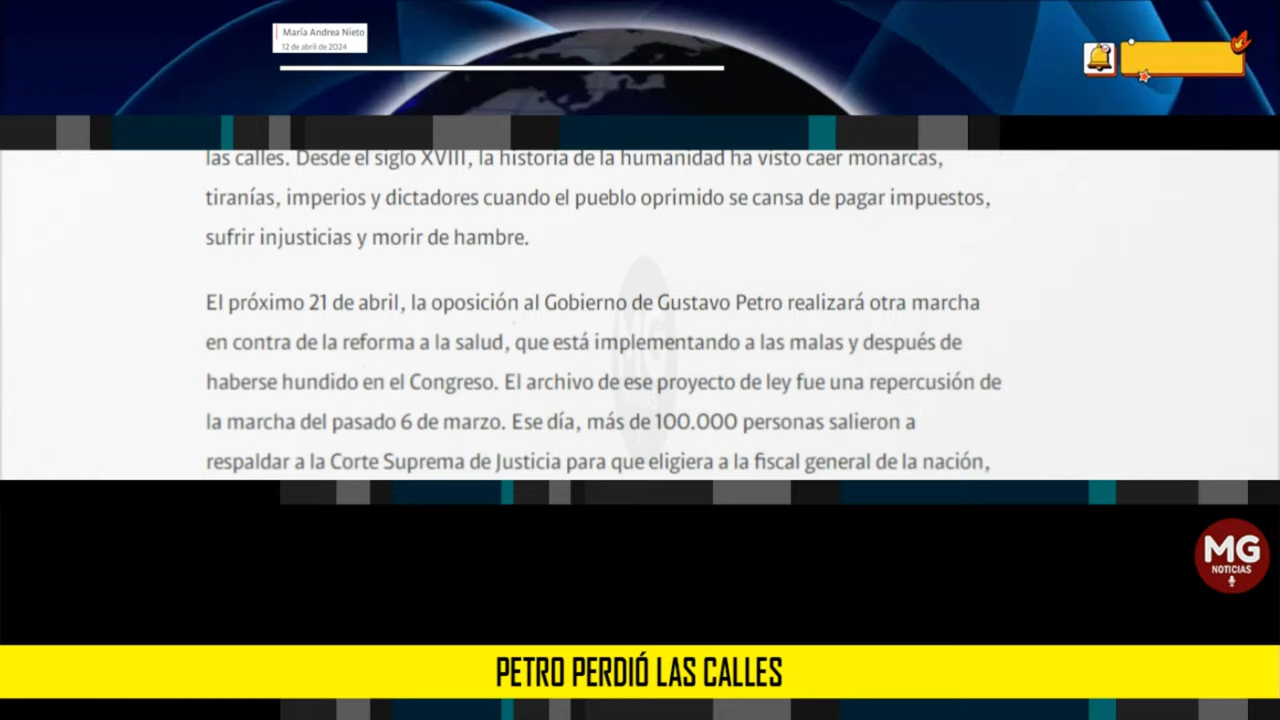 María Andrea Nieto
12 de abril de 2024
las calles. Desde el siglo XVIII, la historia de la humanidad ha visto caer monarcas,
tiranías, imperios y dictadores cuando el pueblo oprimido se cansa de pagar impuestos,
sufrir injusticias y morir de hambre.
El próximo 21 de abril, la oposición al Gobierno de Gustavo Petro realizará otra marcha
en contra de la reforma a la salud, que está implementando a las malas y después de
haberse hundido en el Congreso. El archivo de ese proyecto de ley fue una repercusión de
la marcha del pasado 6 de marzo. Ese día, más de 100.000 personas salieron a
respaldar a la Corte Suprema de Justicia para que eligiera a la fiscal general de la nación,
MG
NOTICIAS
PETRO PERDIÓ LAS CALLES